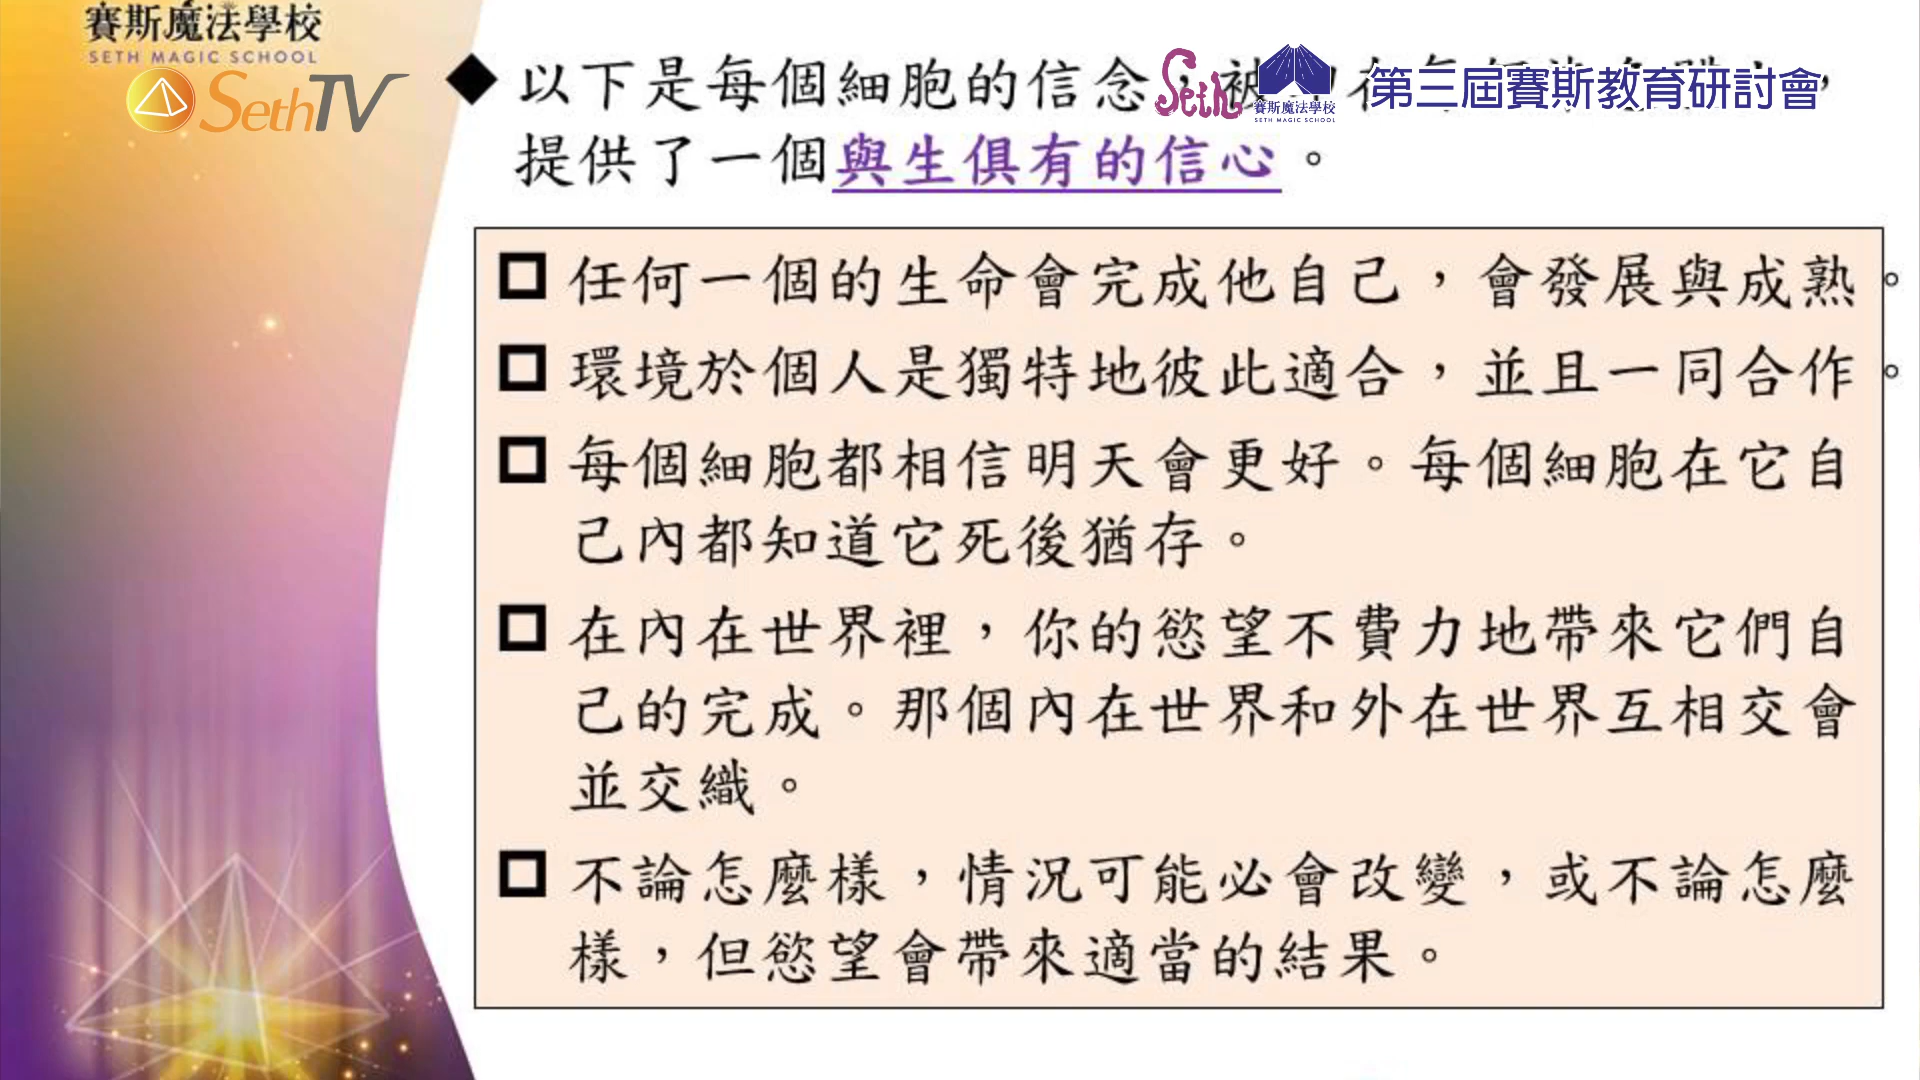 賽斯魔法學校
SETH MAGIC SCHOOL
SethTV
Seth
賽斯魔法學校
SETH MAGIC SCHOOL
第三屆賽斯教育研討會
◆以下是每個細胞的信念，被
提供了一個與生俱有的信心。
任何一個的生命會完成他自己，會發展與成熟。
環境於個人是獨特地彼此適合，並且一同合作。
每個細胞都相信明天會更好。每個細胞在它自
己內都知道它死後猶存。
在內在世界裡，你的慾望不費力地帶來它們自
己的完成。那個內在世界和外在世界互相交會
並交織。
不論怎麼樣，情況可能必會改變，或不論怎麼
樣，但慾望會帶來適當的結果。